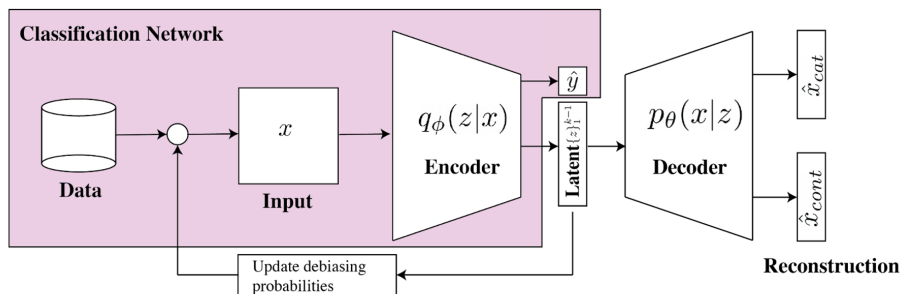 Classification Network
Data
x
Input
q_ϕ(z|x)
Encoder
ŷ
Latent {z}_1^{k-1}
p_θ(x|z)
Decoder
x̂_cat
x̂_cont
Reconstruction
Update debiasing
probabilities